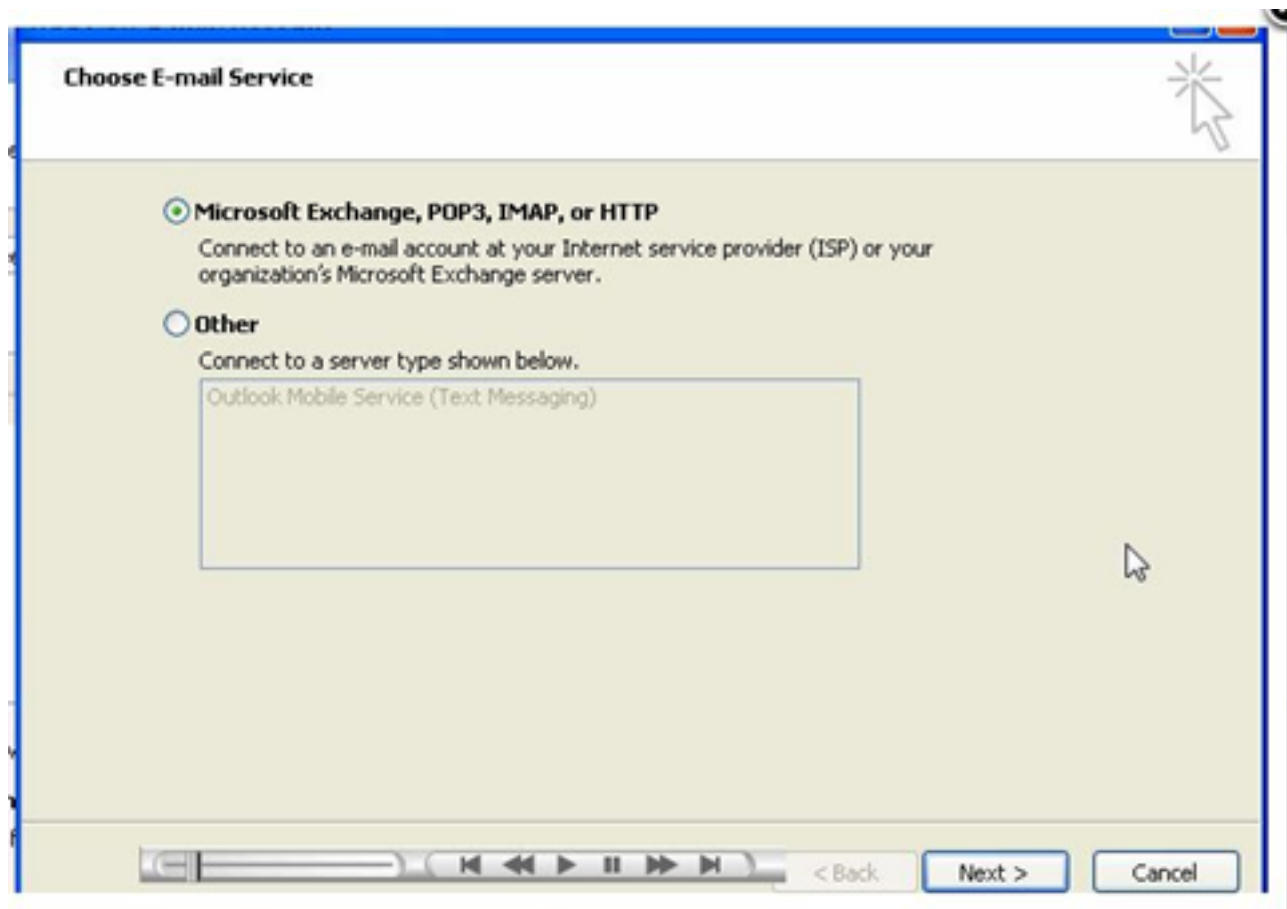 Choose E-mail Service
Microsoft Exchange, POP3, IMAP, or HTTP
Connect to an e-mail account at your Internet service provider (ISP) or your
organization's Microsoft Exchange server.
Other
Connect to a server type shown below.
Outlook Mobile Service (Text Messaging)
< Back
Next >
Cancel